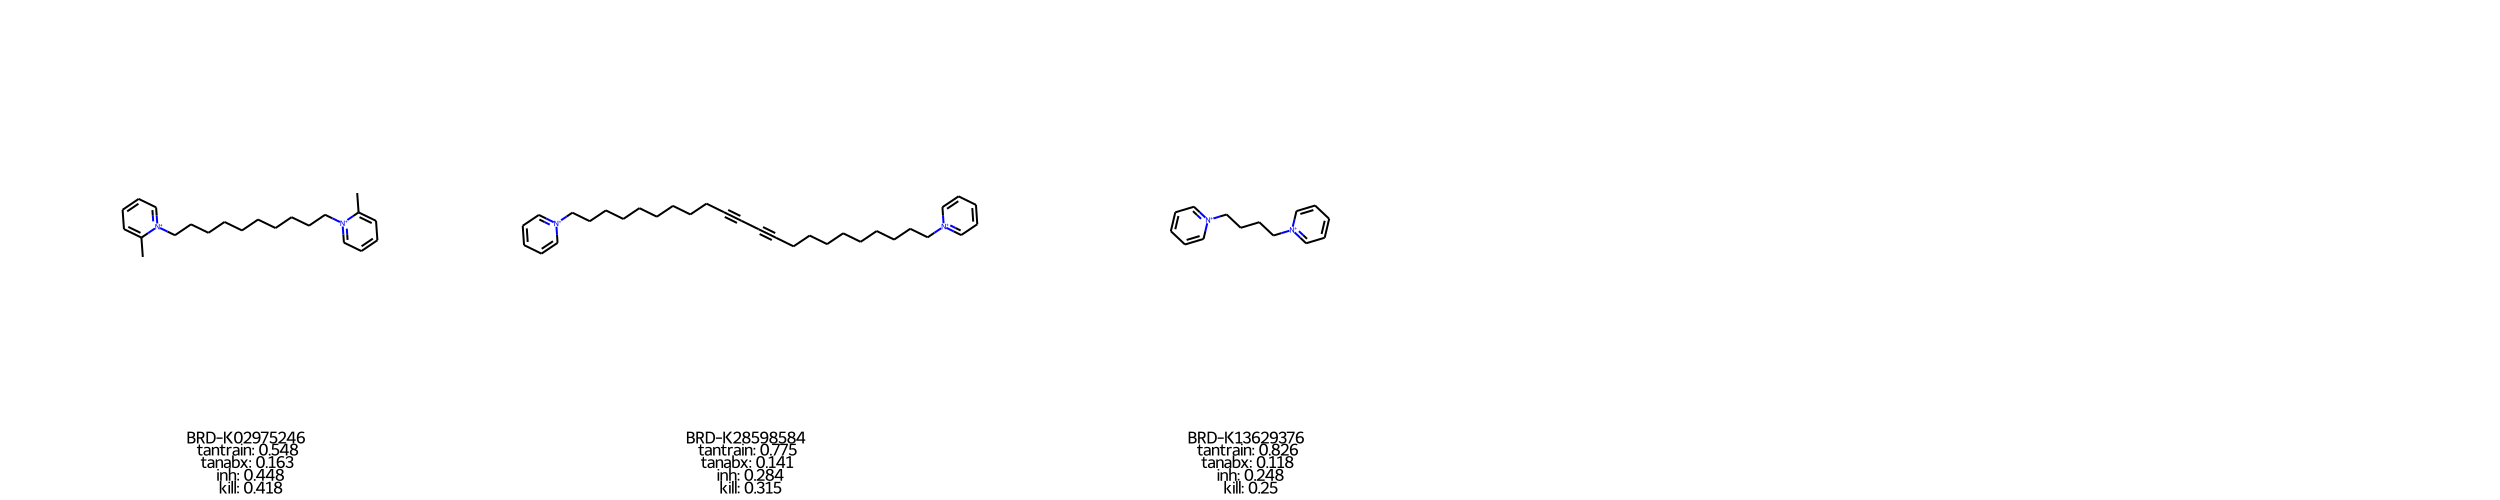 N+ N+ N+ N+ N+ N+
BRD-K02975246 BRD-K28598584 BRD-K13629376
tantrain: 0.548 tantrain: 0.775 tantrain: 0.826
tanabx: 0.163 tanabx: 0.141 tanabx: 0.118
inh: 0.448 inh: 0.284 inh: 0.248
kill: 0.418 kill: 0.315 kill: 0.25